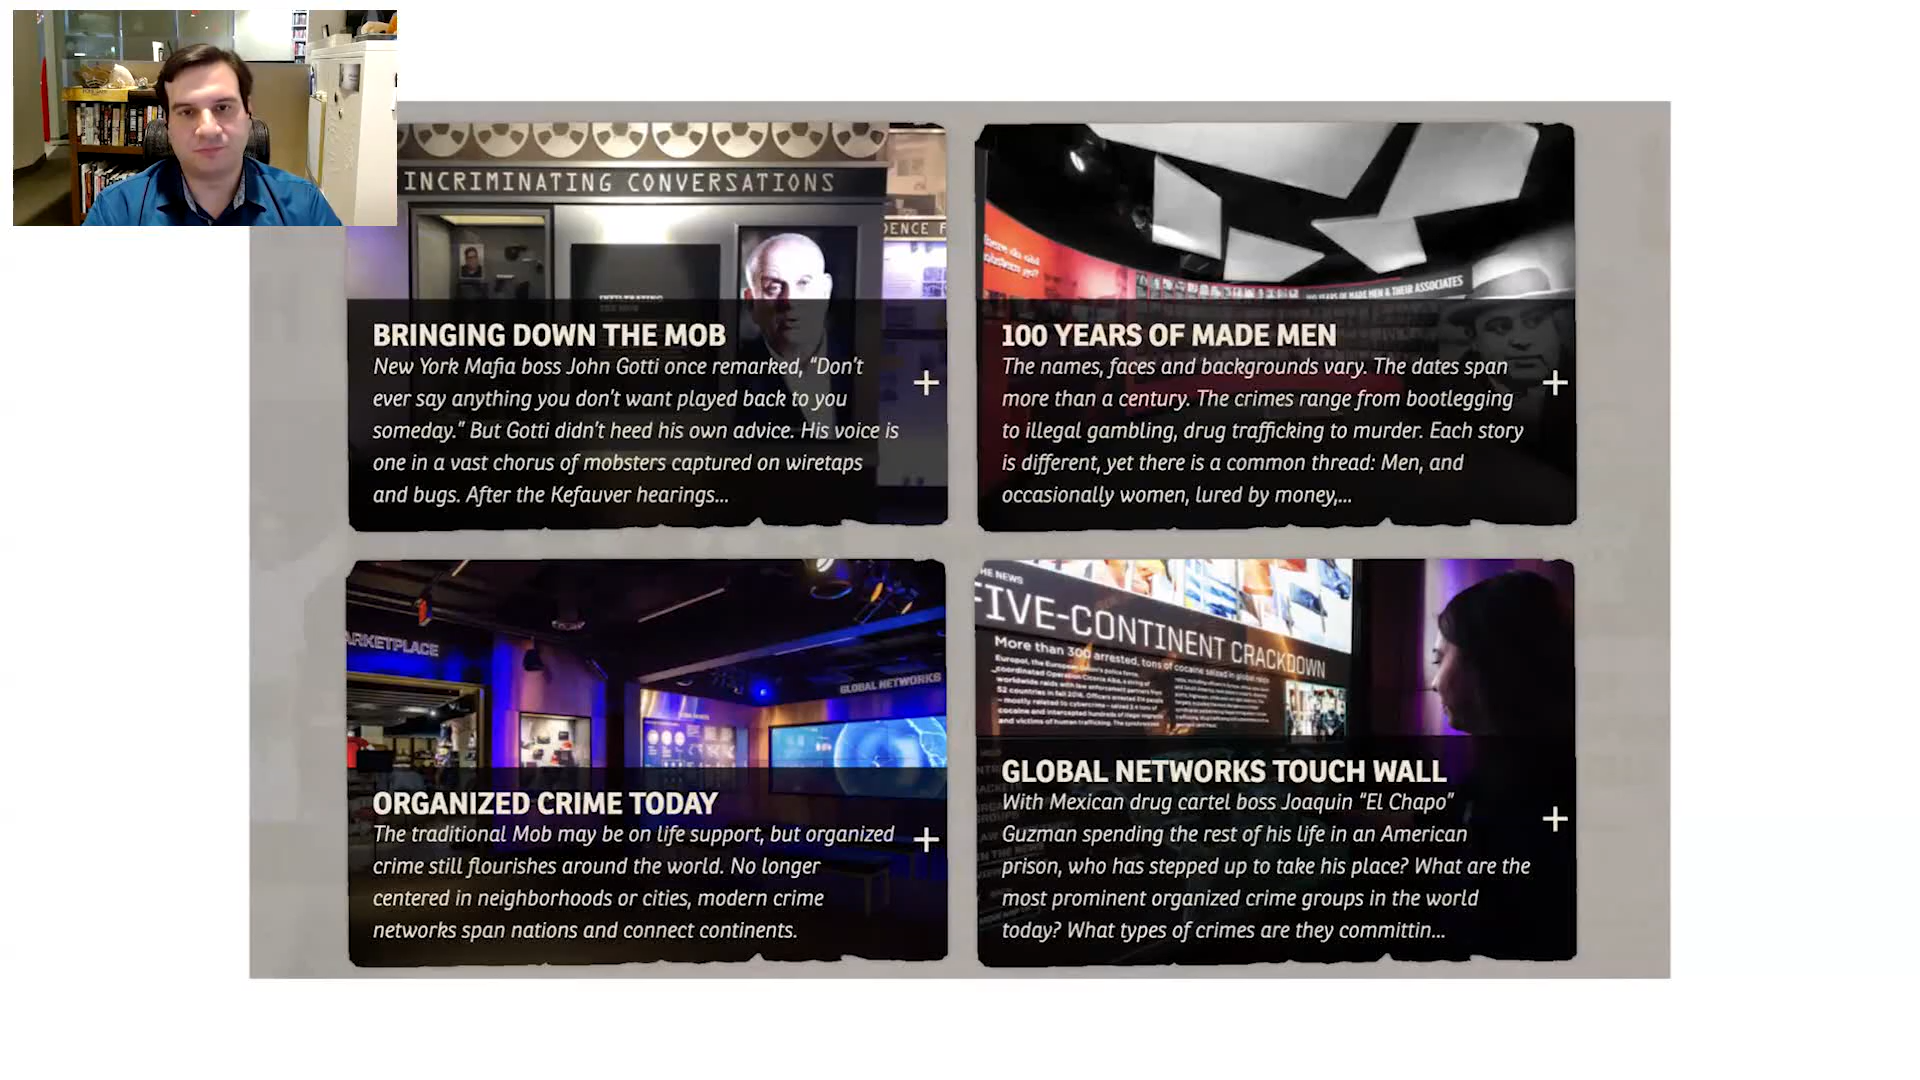 INCRIMINATING CONVERSATIONS
BRINGING DOWN THE MOB
New York Mafia boss John Gotti once remarked, “Don’t
ever say anything you don’t want played back to you
someday.” But Gotti didn’t heed his own advice. His voice is
one in a vast chorus of mobsters captured on wiretaps
and bugs. After the Kefauver hearings...
100 YEARS OF MADE MEN & THEIR ASSOCIATES
100 YEARS OF MADE MEN
The names, faces and backgrounds vary. The dates span
more than a century. The crimes range from bootlegging
to illegal gambling, drug trafficking to murder. Each story
is different, yet there is a common thread: Men, and
occasionally women, lured by money,...
ARKETPLACE
GLOBAL NETWORKS
ORGANIZED CRIME TODAY
The traditional Mob may be on life support, but organized
crime still flourishes around the world. No longer
centered in neighborhoods or cities, modern crime
networks span nations and connect continents.
HE NEWS
FIVE-CONTINENT CRACKDOWN
More than 300 arrested, tons of cocaine seized in global raids
GLOBAL NETWORKS TOUCH WALL
With Mexican drug cartel boss Joaquin “El Chapo”
Guzman spending the rest of his life in an American
prison, who has stepped up to take his place? What are the
most prominent organized crime groups in the world
today? What types of crimes are they committin...